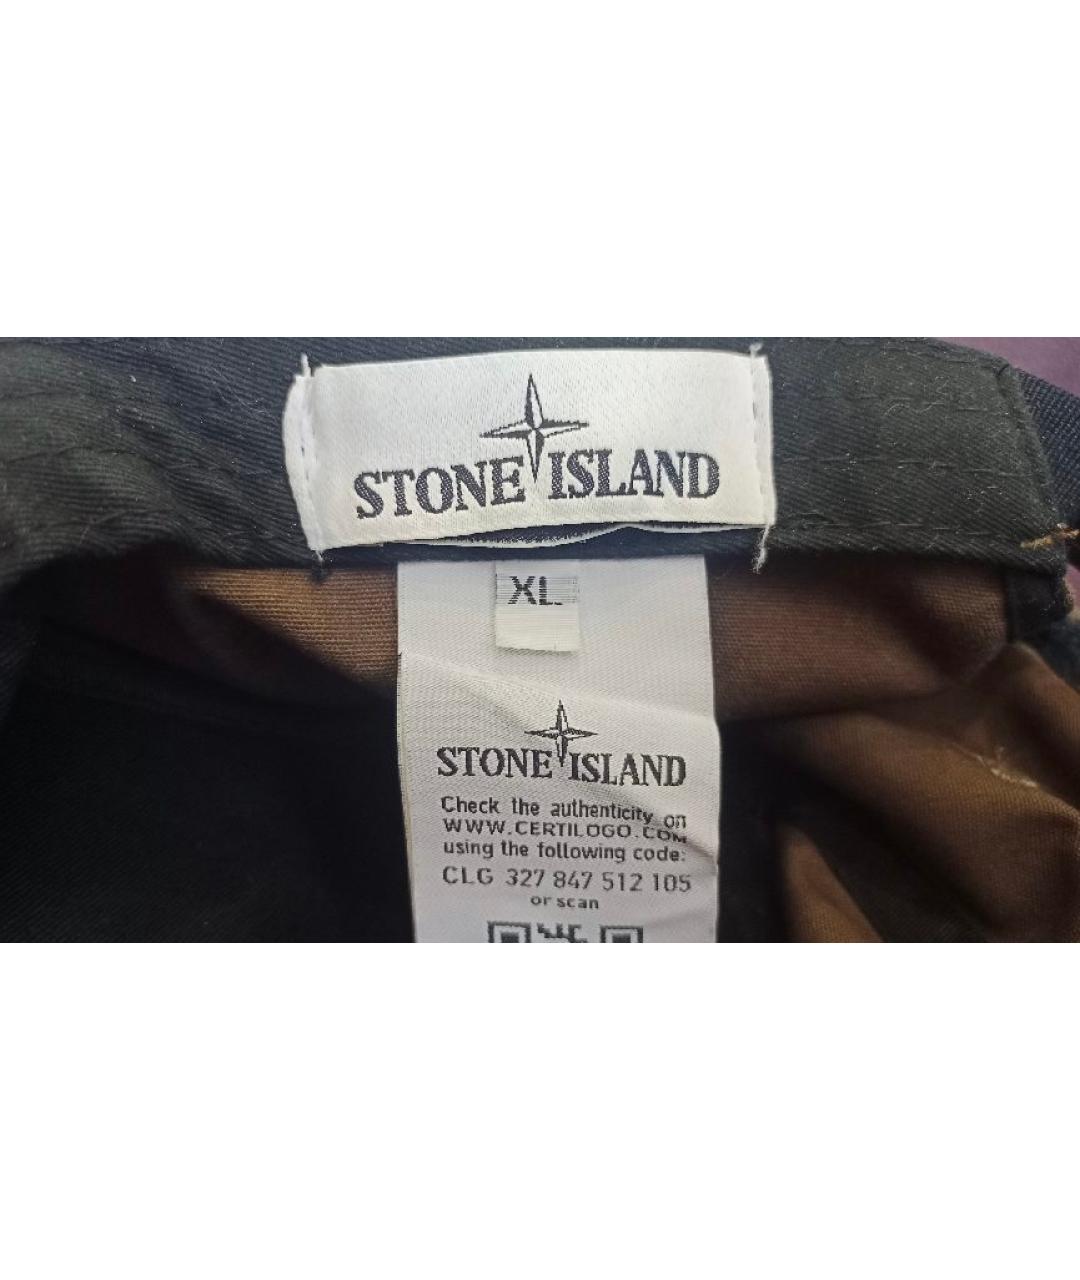 STONE ISLAND
XL
STONE ISLAND
Check the authenticity on
WWW.CERTILOGO.COM
using the following code:
CLG 327 847 512 105
or scan